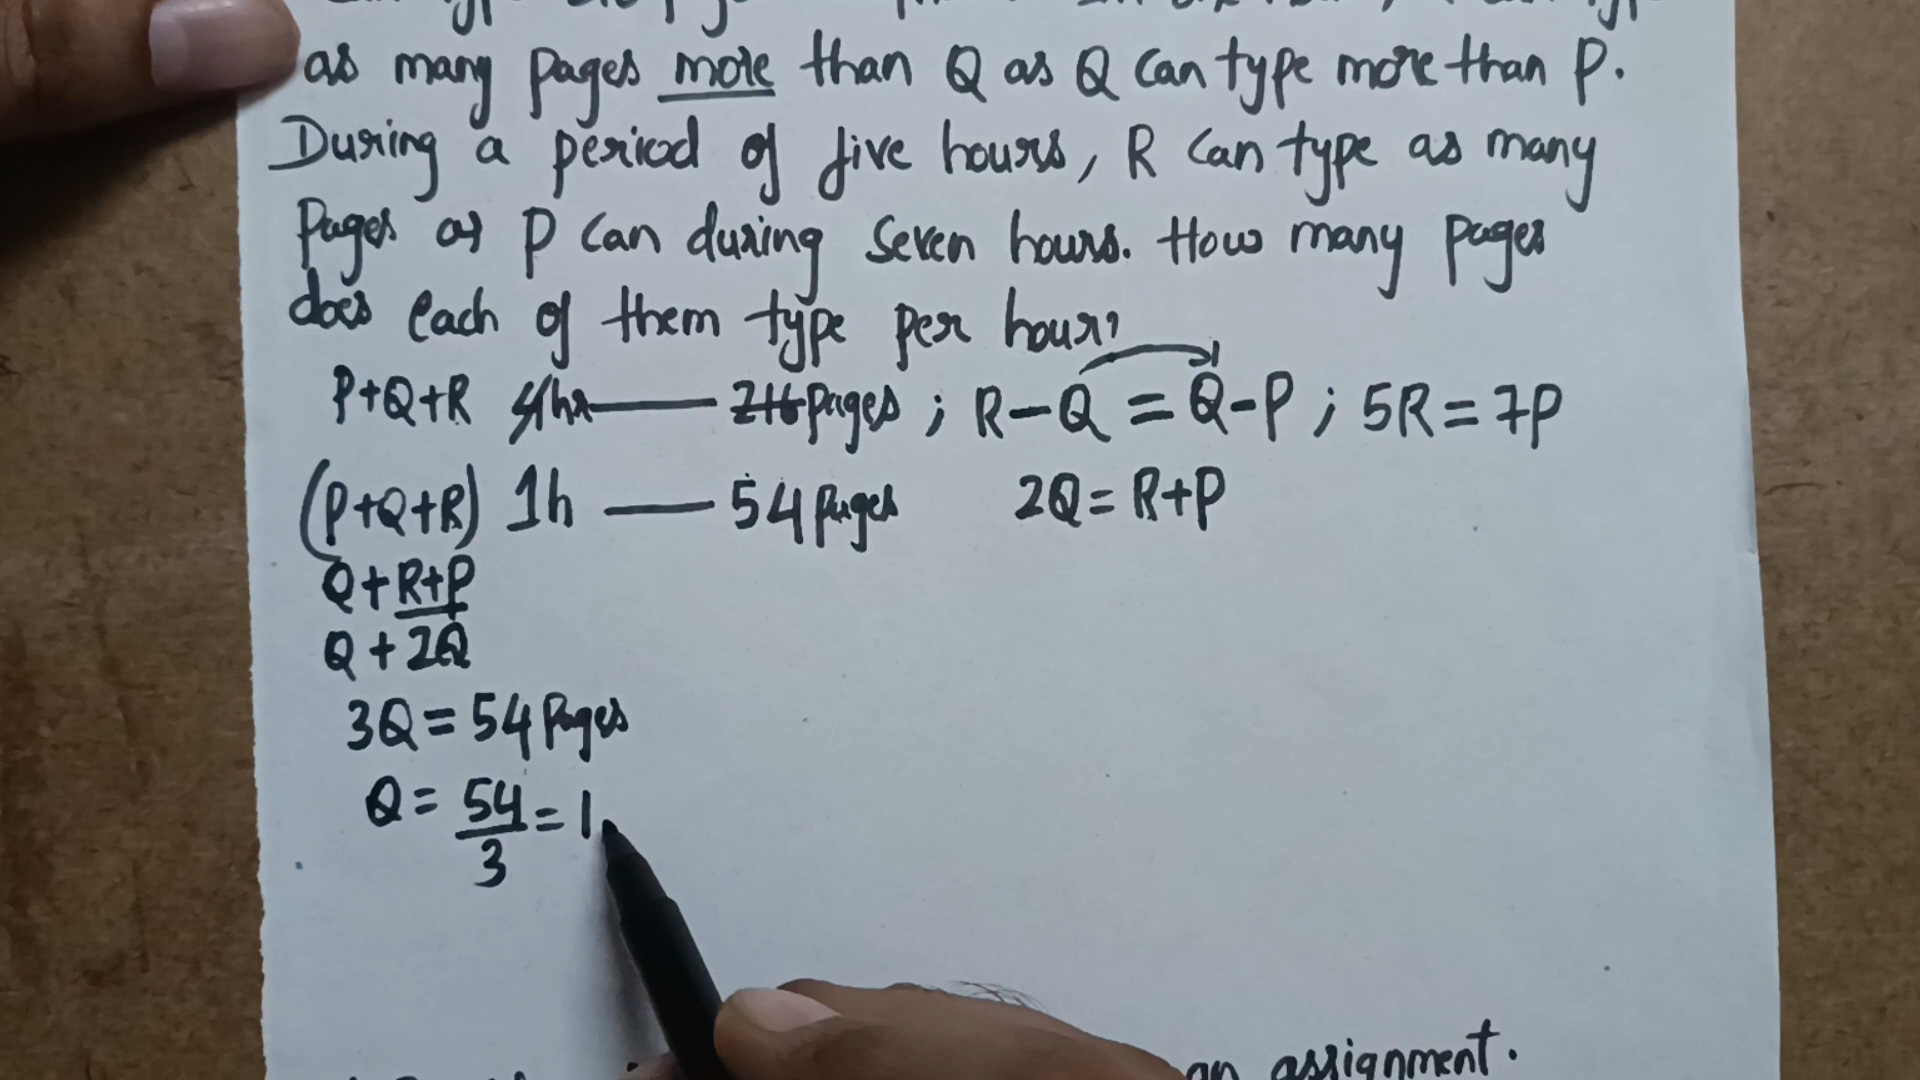 as many pages more than Q as Q can type more than P.
During a period of five hours, R can type as many
Pages as P can during seven hours. How many pages
does each of them type per hour?
P+Q+R 4hr — 216 pages ; R-Q = Q-P ; 5R = 7P
(P+Q+R) 1h — 54 Pages 2Q = R+P
Q + R+P
Q + 2Q
3Q = 54 Pages
Q = 54/3 = 1
an assignment.